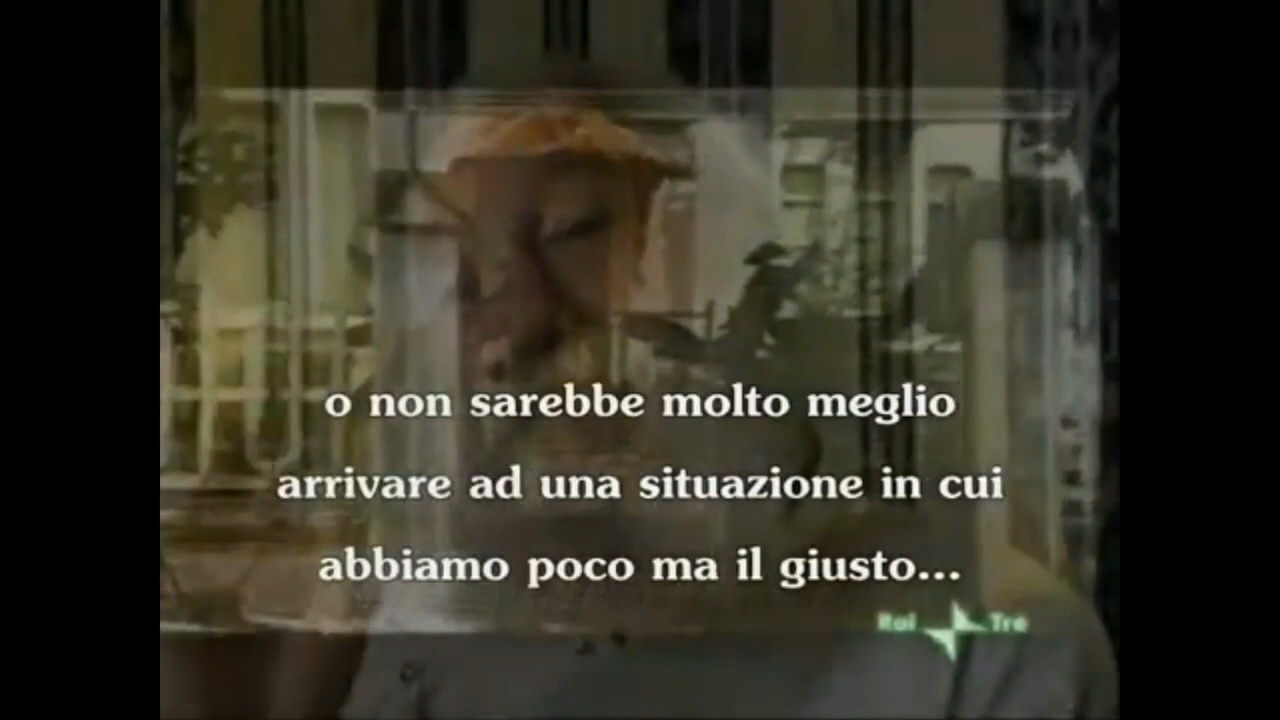 o non sarebbe molto meglio
arrivare ad una situazione in cui
abbiamo poco ma il giusto...
Rai Tre